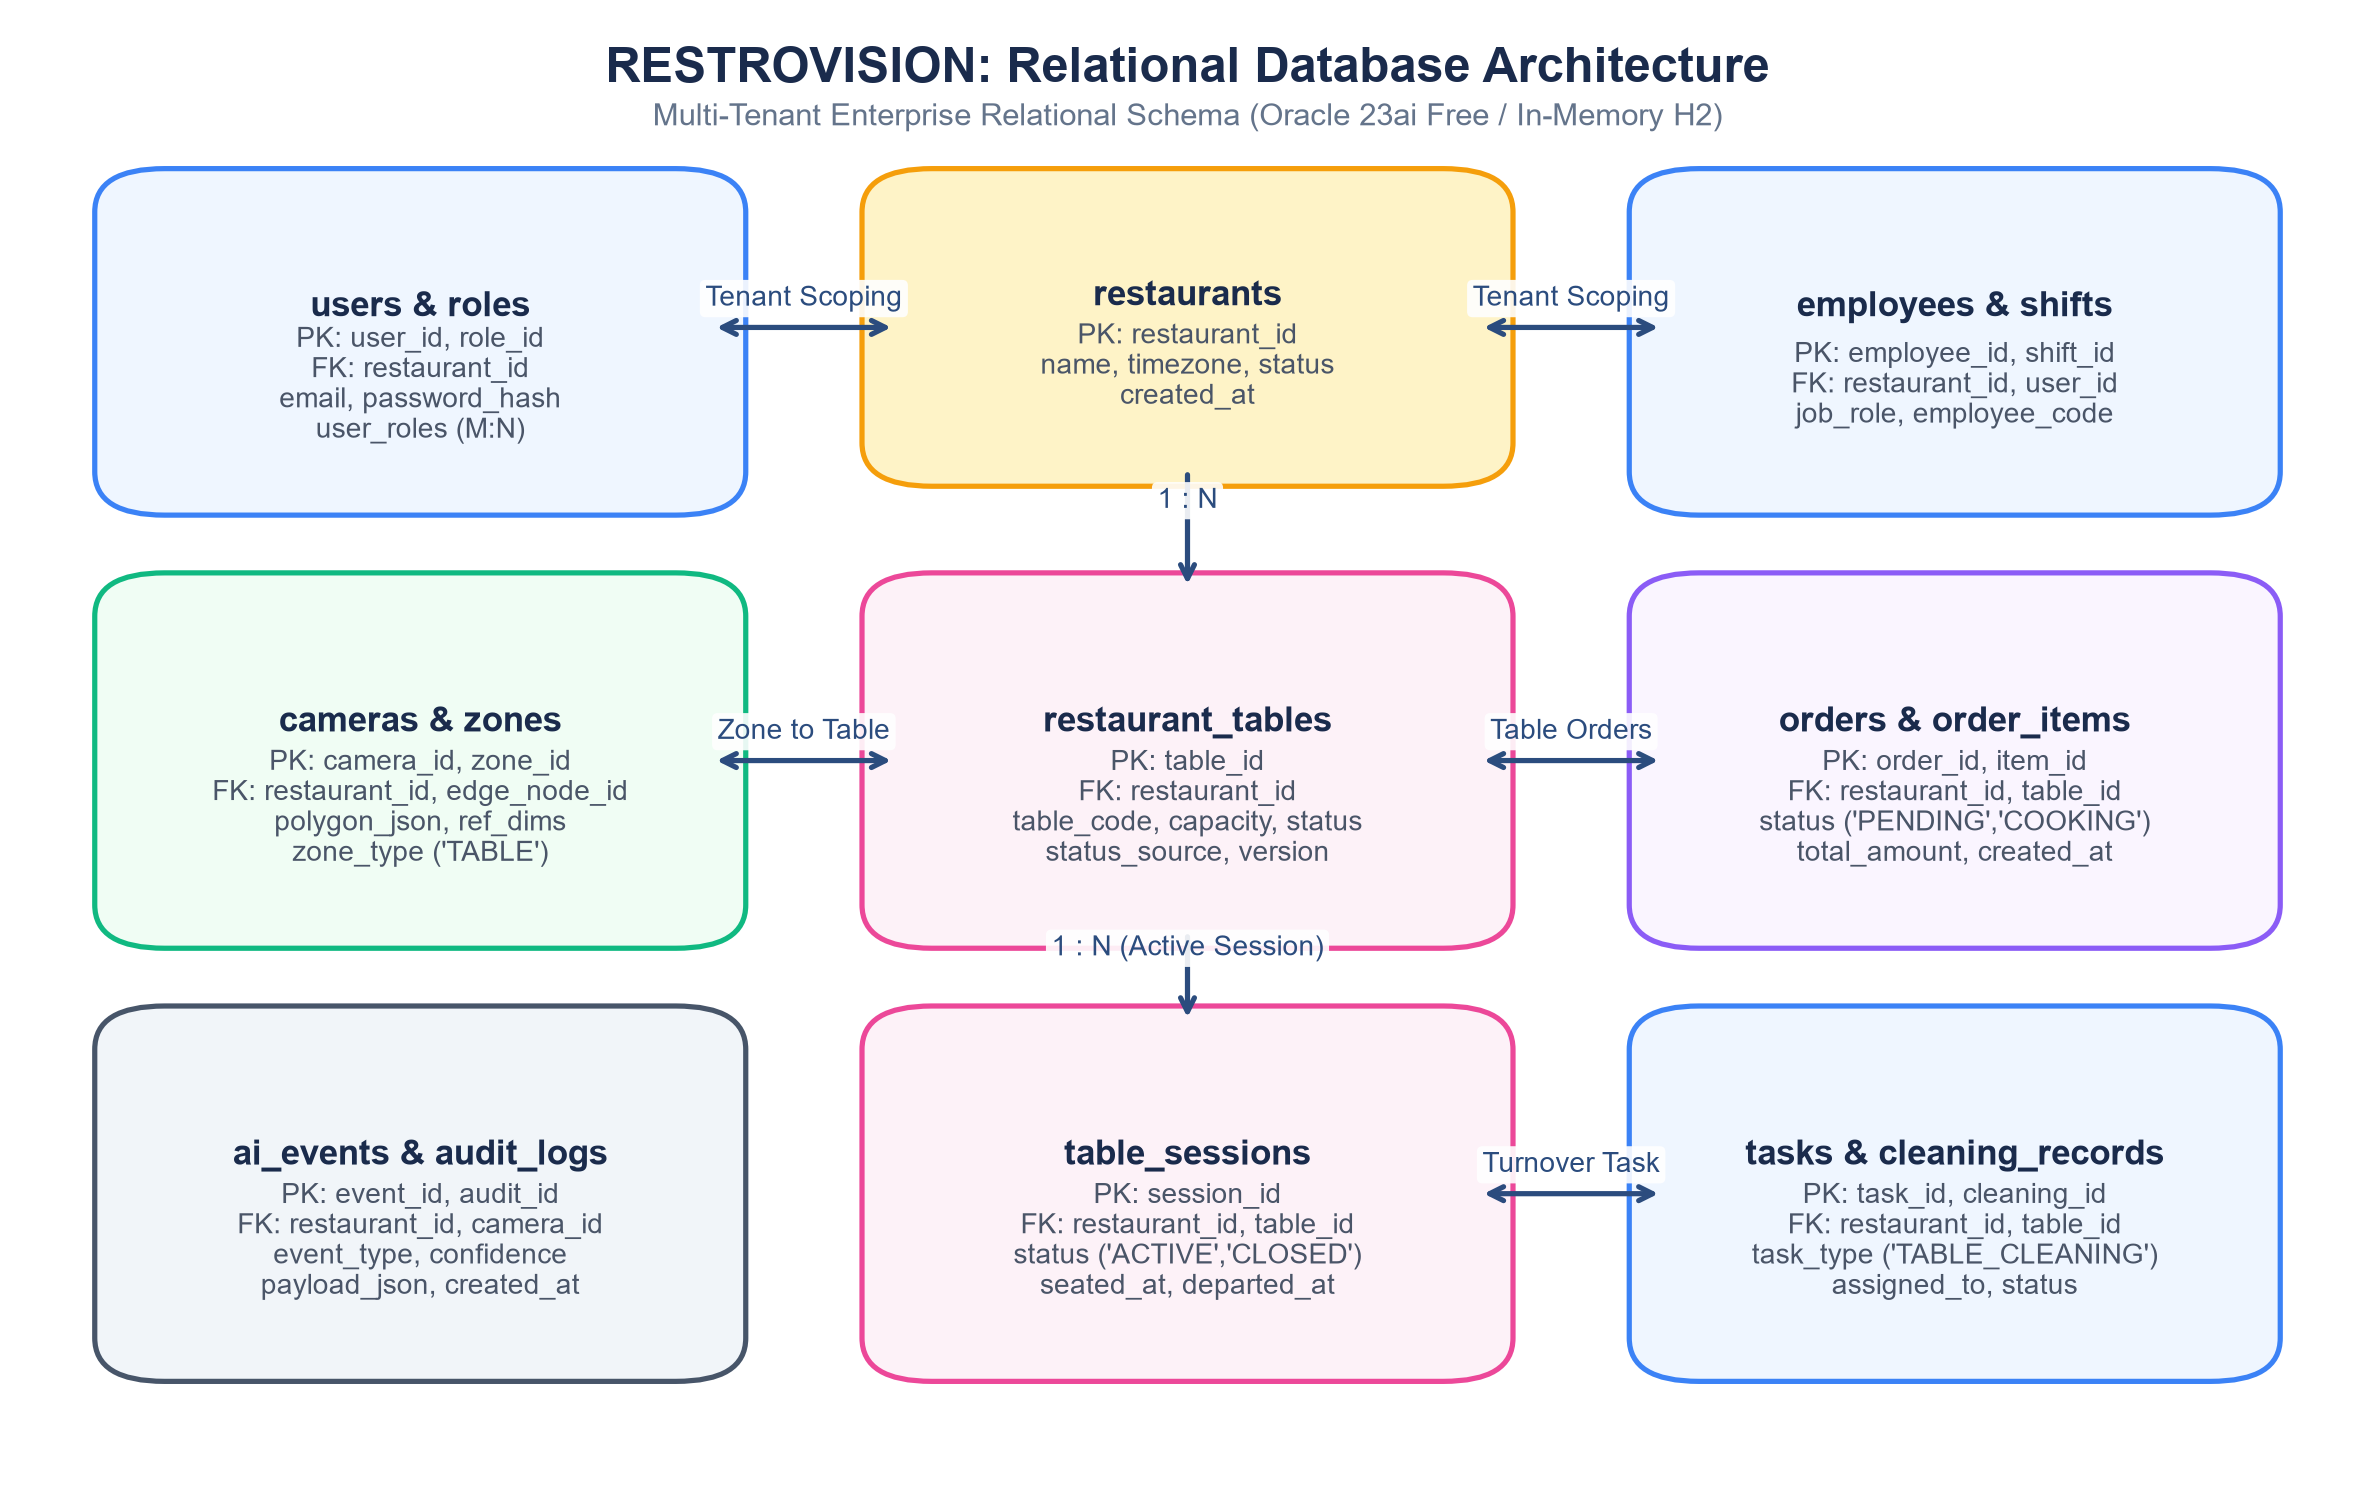 RESTROVISION: Relational Database Architecture
Multi-Tenant Enterprise Relational Schema (Oracle 23ai Free / In-Memory H2)
users & roles
PK: user_id, role_id
FK: restaurant_id
email, password_hash
user_roles (M:N)
Tenant Scoping
restaurants
PK: restaurant_id
name, timezone, status
created_at
Tenant Scoping
employees & shifts
PK: employee_id, shift_id
FK: restaurant_id, user_id
job_role, employee_code
1 : N
cameras & zones
PK: camera_id, zone_id
FK: restaurant_id, edge_node_id
polygon_json, ref_dims
zone_type ('TABLE')
Zone to Table
restaurant_tables
PK: table_id
FK: restaurant_id
table_code, capacity, status
status_source, version
Table Orders
orders & order_items
PK: order_id, item_id
FK: restaurant_id, table_id
status ('PENDING','COOKING')
total_amount, created_at
1 : N (Active Session)
ai_events & audit_logs
PK: event_id, audit_id
FK: restaurant_id, camera_id
event_type, confidence
payload_json, created_at
table_sessions
PK: session_id
FK: restaurant_id, table_id
status ('ACTIVE','CLOSED')
seated_at, departed_at
Turnover Task
tasks & cleaning_records
PK: task_id, cleaning_id
FK: restaurant_id, table_id
task_type ('TABLE_CLEANING')
assigned_to, status